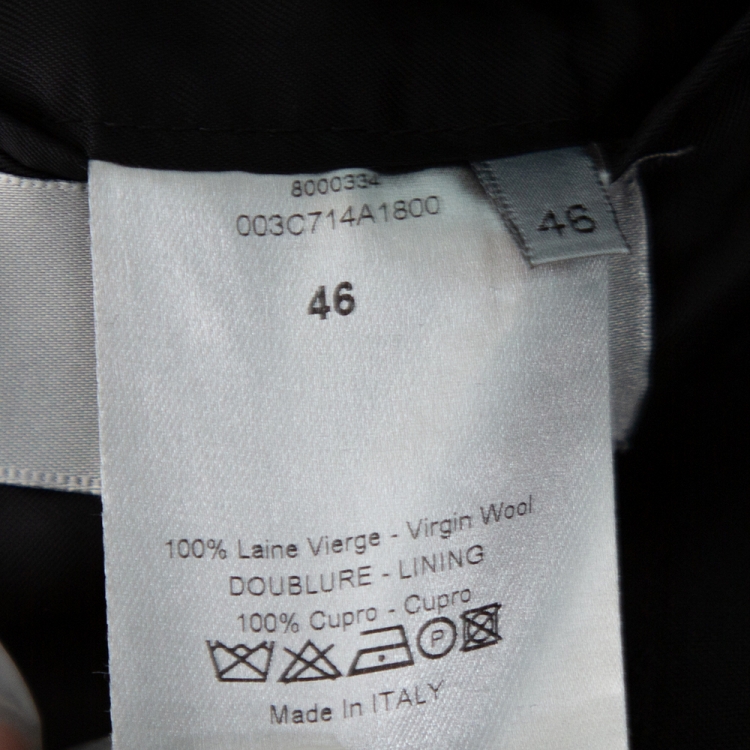 8000334
003C714A1800
46
46
100% Laine Vierge - Virgin Wool
DOUBLURE - LINING
100% Cupro - Cupro
P
Made In ITALY